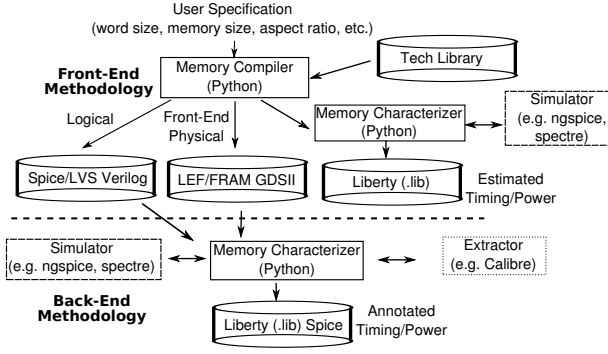 User Specification
(word size, memory size, aspect ratio, etc.)
Memory Compiler
(Python)
Tech Library
Front-End
Methodology
Logical
Front-End
Physical
Memory Characterizer
(Python)
Simulator
(e.g. ngspice,
spectre)
Spice/LVS Verilog
LEF/FRAM GDSII
Liberty (.lib)
Estimated
Timing/Power
Simulator
(e.g. ngspice, spectre)
Memory Characterizer
(Python)
Extractor
(e.g. Calibre)
Back-End
Methodology
Liberty (.lib) Spice
Annotated
Timing/Power